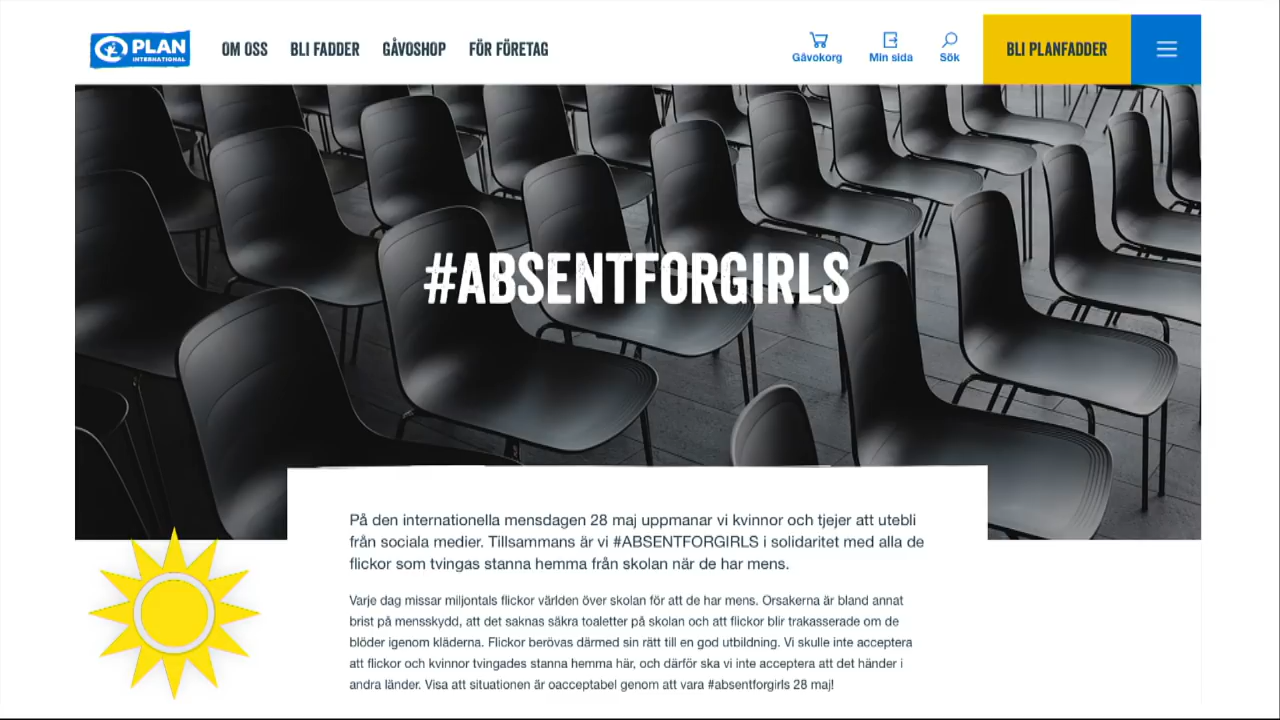 PLAN
INTERNATIONAL
OM OSS
BLI FADDER
GÅVOSHOP
FÖR FÖRETAG
Gåvokorg
Min sida
Sök
BLI PLANFADDER
#ABSENTFORGIRLS
På den internationella mensdagen 28 maj uppmanar vi kvinnor och tjejer att utebli
från sociala medier. Tillsammans är vi #ABSENTFORGIRLS i solidaritet med alla de
flickor som tvingas stanna hemma från skolan när de har mens.
Varje dag missar miljontals flickor världen över skolan för att de har mens. Orsakerna är bland annat
brist på mensskydd, att det saknas säkra toaletter på skolan och att flickor blir trakasserade om de
blöder igenom kläderna. Flickor berövas därmed sin rätt till en god utbildning. Vi skulle inte acceptera
att flickor och kvinnor tvingades stanna hemma här, och därför ska vi inte acceptera att det händer i
andra länder. Visa att situationen är oacceptabel genom att vara #absentforgirls 28 maj!